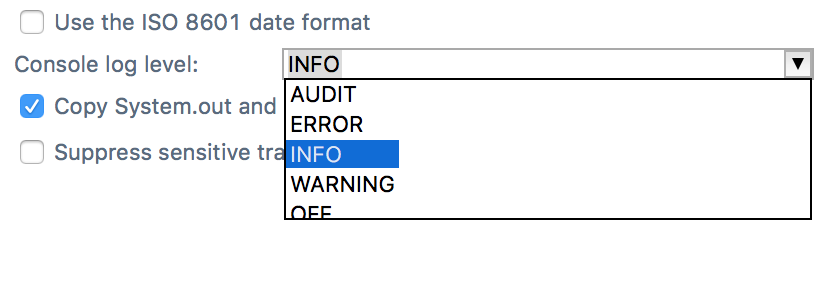 Use the ISO 8601 date format
Console log level: INFO
AUDIT
Copy System.out and
ERROR
Suppress sensitive tra
INFO
WARNING
OFF